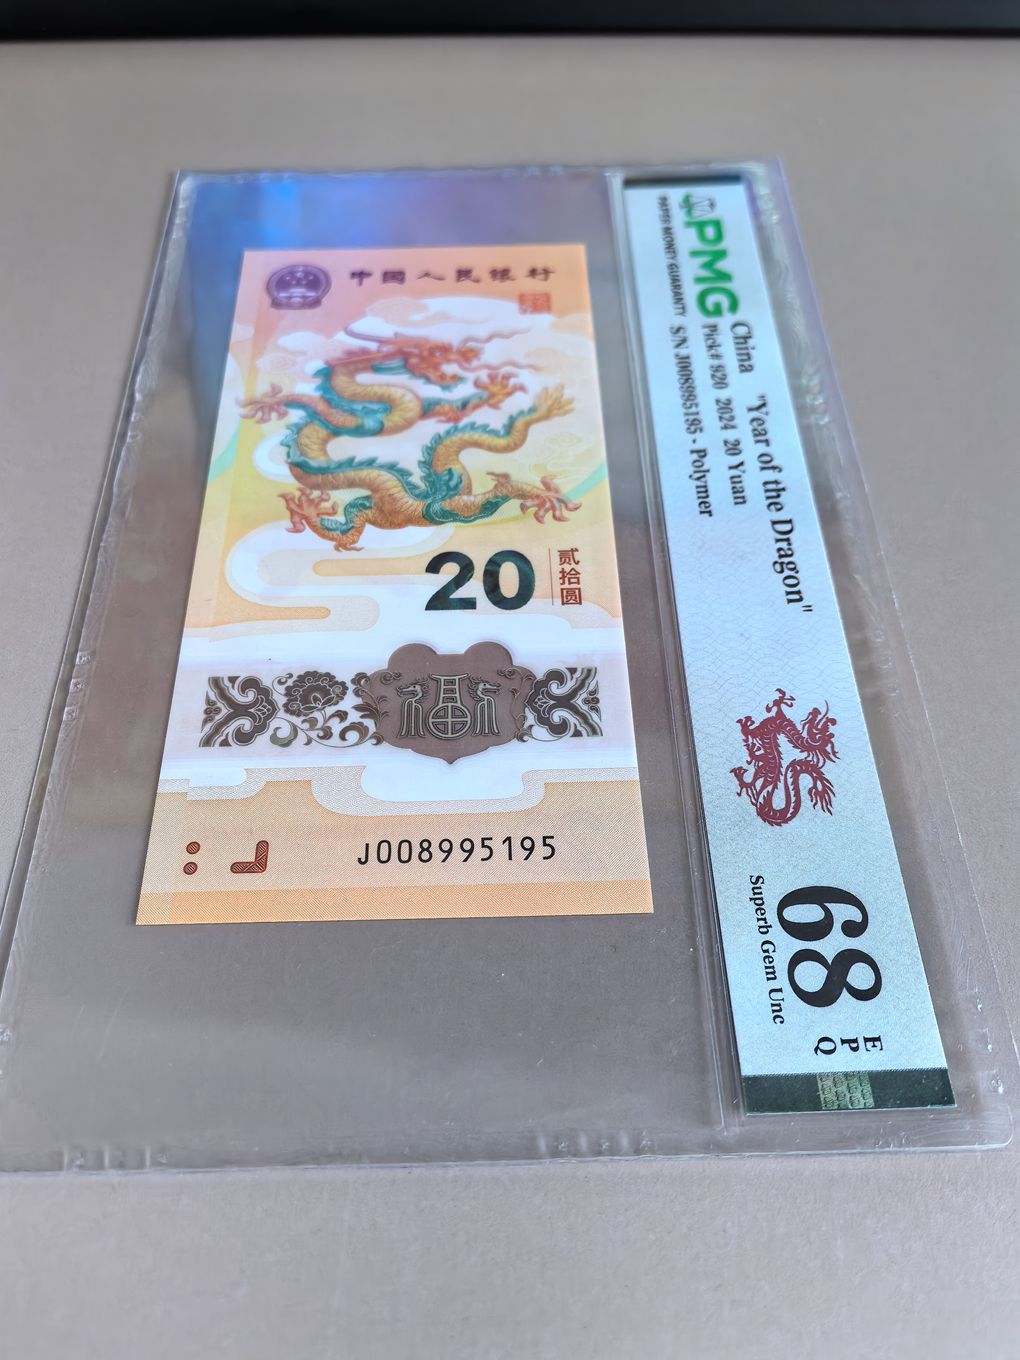 中国人民银行
20
贰拾圆
福
J008995195
PMG
PAPER MONEY GUARANTY
China "Year of the Dragon"
Pick# 920 2024 20 Yuan
S/N J008995195 - Polymer
68
EPQ
Superb Gem Unc